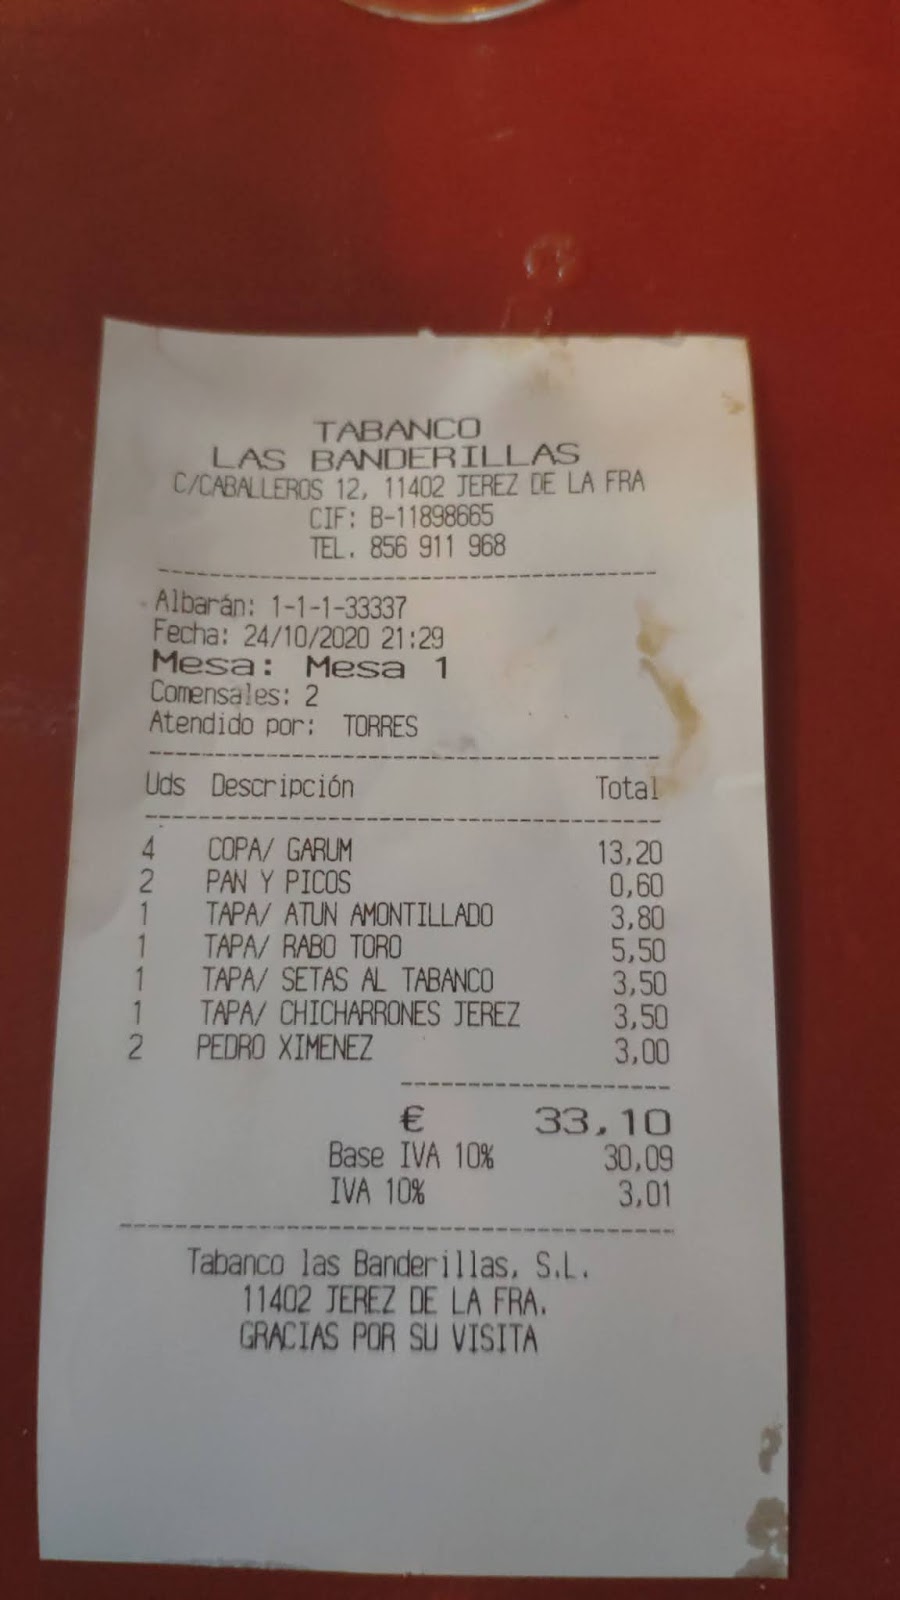 TABANCO
LAS BANDERILLAS
C/CABALLEROS 12, 11402 JEREZ DE LA FRA
CIF: B-11898665
TEL. 856 911 968
Albarán: 1-1-1-33337
Fecha: 24/10/2020 21:29
Mesa: Mesa 1
Comensales: 2
Atendido por: TORRES
Uds Descripción Total
4 COPA/ GARUM 13,20
2 PAN Y PICOS 0,60
1 TAPA/ ATUN AMONTILLADO 3,80
1 TAPA/ RABO TORO 5,50
1 TAPA/ SETAS AL TABANCO 3,50
1 TAPA/ CHICHARRONES JEREZ 3,50
2 PEDRO XIMENEZ 3,00
€ 33,10
Base IVA 10% 30,09
IVA 10% 3,01
Tabanco las Banderillas, S.L.
11402 JEREZ DE LA FRA.
GRACIAS POR SU VISITA